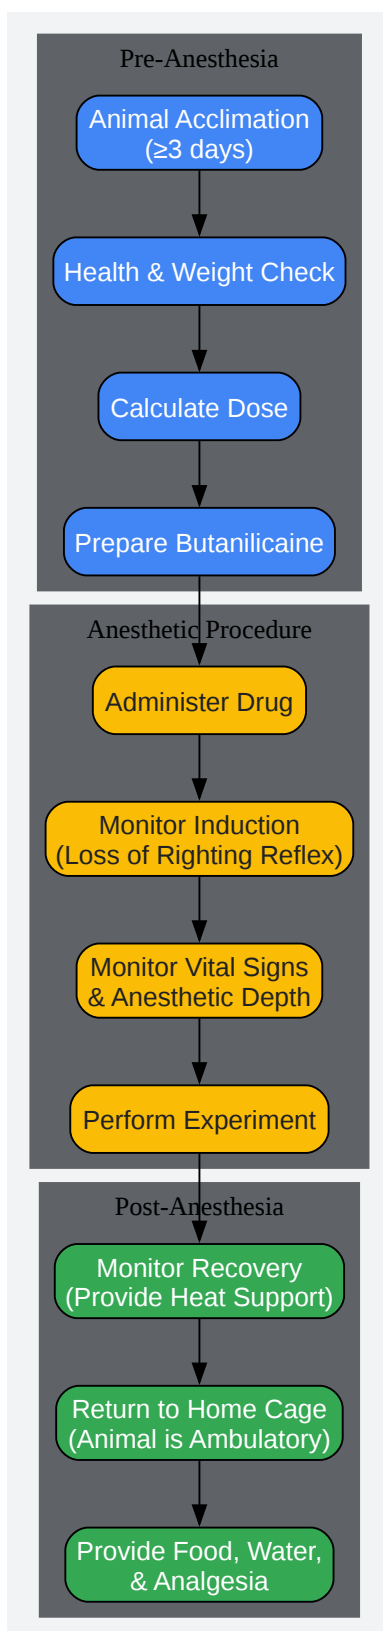 Pre-Anesthesia
Animal Acclimation
(≥3 days)
Health & Weight Check
Calculate Dose
Prepare Butanilicaine
Anesthetic Procedure
Administer Drug
Monitor Induction
(Loss of Righting Reflex)
Monitor Vital Signs
& Anesthetic Depth
Perform Experiment
Post-Anesthesia
Monitor Recovery
(Provide Heat Support)
Return to Home Cage
(Animal is Ambulatory)
Provide Food, Water,
& Analgesia